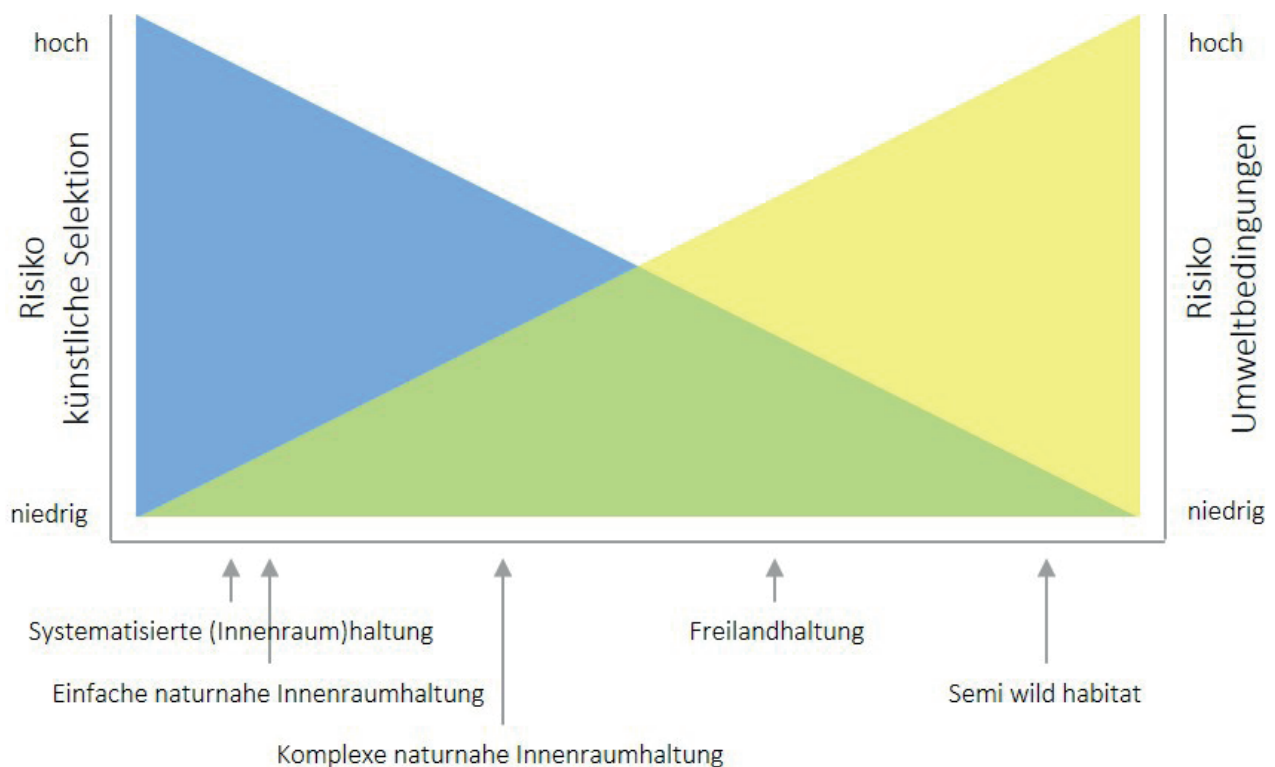 hoch
hoch
Risiko
künstliche Selektion
Risiko
Umweltbedingungen
niedrig
niedrig
Systematisierte (Innenraum)haltung
Freilandhaltung
Einfache naturnahe Innenraumhaltung
Semi wild habitat
Komplexe naturnahe Innenraumhaltung